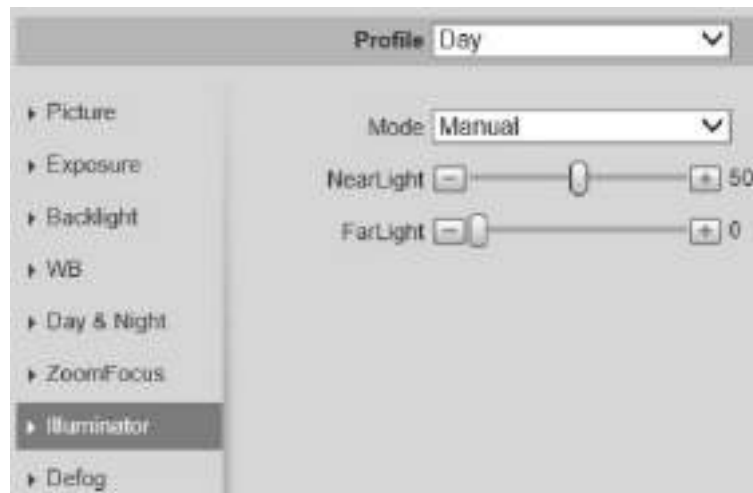 Profile Day
Picture
Exposure
Backlight
WB
Day & Night
ZoomFocus
Illuminator
Defog
Mode Manual
NearLight 50
FarLight 0